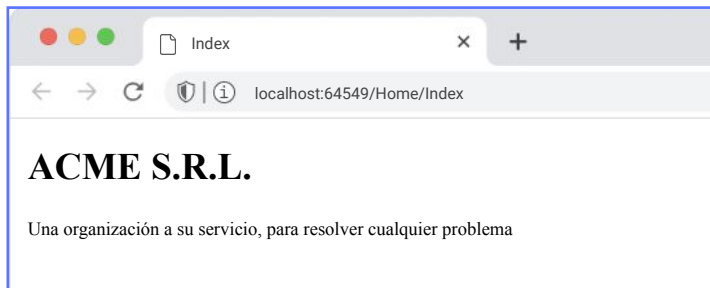 Index
localhost:64549/Home/Index
ACME S.R.L.
Una organización a su servicio, para resolver cualquier problema